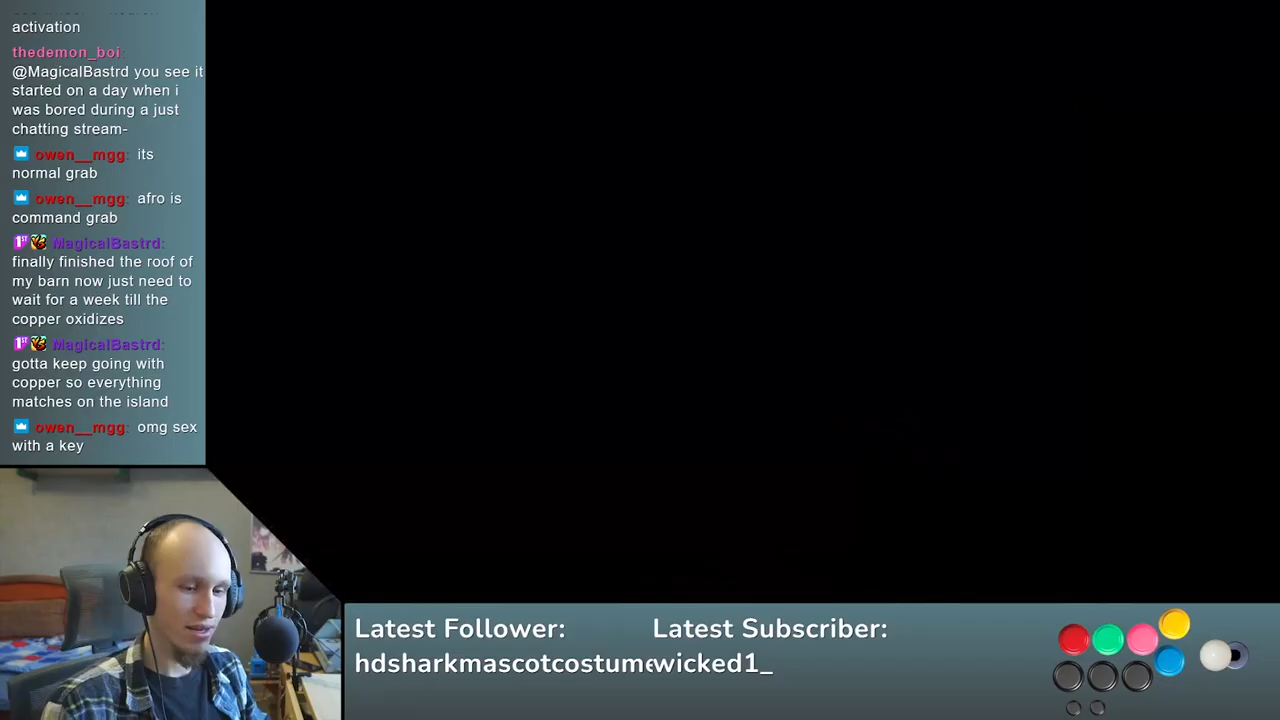 activation
thedemon_boi:
@MagicalBastrd you see it
started on a day when i
was bored during a just
chatting stream-
owen__mgg: its
normal grab
owen__mgg: afro is
command grab
1ST MagicalBastrd:
finally finished the roof of
my barn now just need to
wait for a week till the
copper oxidizes
1ST MagicalBastrd:
gotta keep going with
copper so everything
matches on the island
owen__mgg: omg sex
with a key
Latest Follower:
hdsharkmascotcostume
Latest Subscriber:
wicked1_